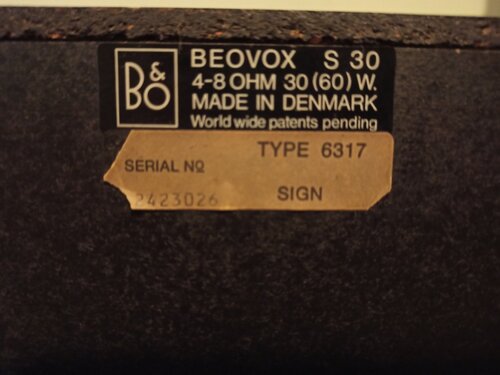 B&O
BEOVOX S 30
4-8 OHM 30 (60) W.
MADE IN DENMARK
World wide patents pending
TYPE 6317
SERIAL NO
2423026
SIGN